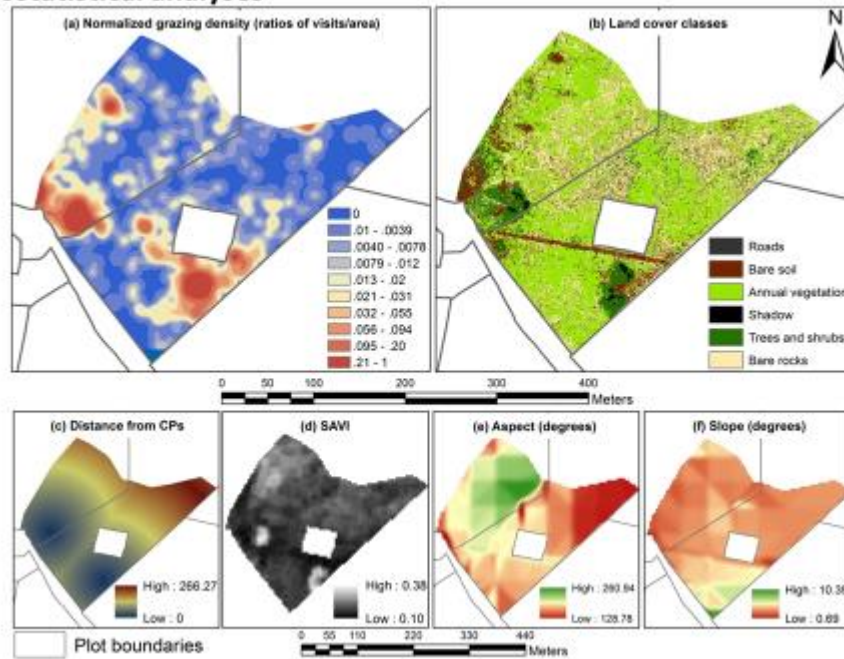 (a) Normalized grazing density (ratios of visits/area)
(b) Land cover classes
N
0
.01 - .0039
.0040 - .0078
.0079 - .012
.013 - .02
.021 - .031
.032 - .055
.056 - .094
.095 - .20
.21 - 1
Roads
Bare soil
Annual vegetation
Shadow
Trees and shrubs
Bare rocks
0 50 100 200 300 400
Meters
(c) Distance from CPs
(d) SAVI
(e) Aspect (degrees)
(f) Slope (degrees)
High : 266.27
Low : 0
High : 0.38
Low : 0.10
Low : 128.78
Low : 0.69
Plot boundaries
0 55 110 220 330 440
Meters